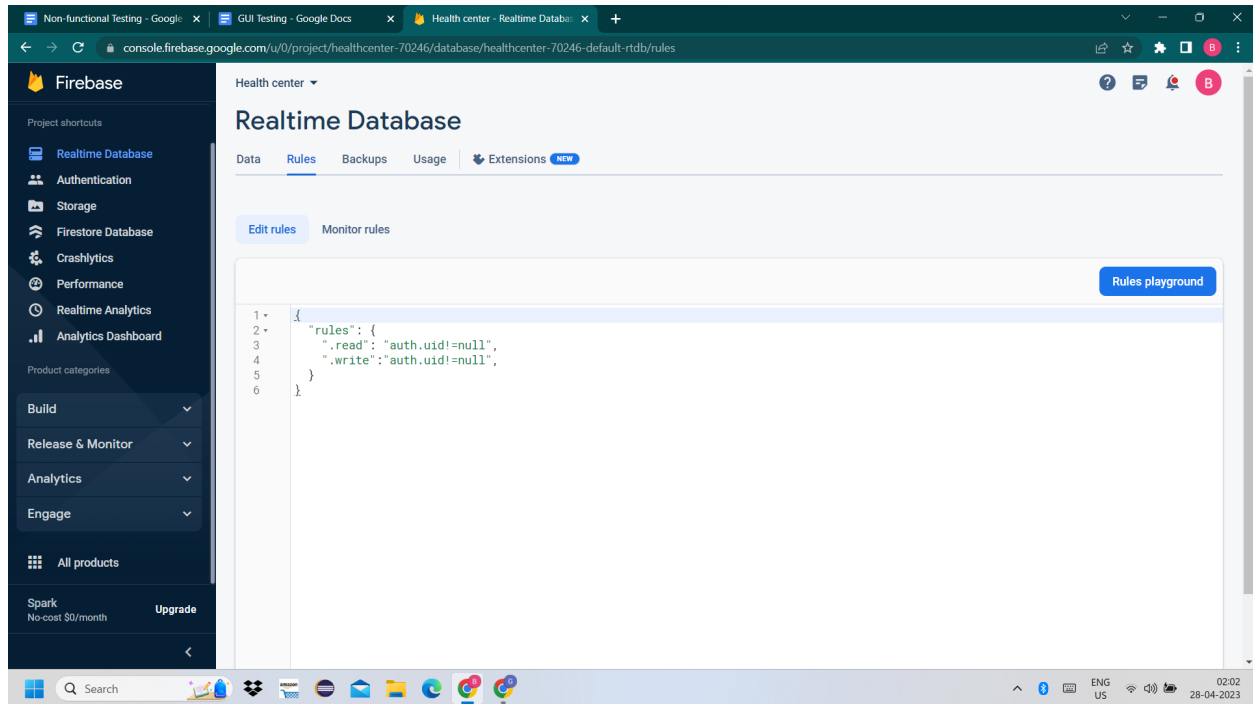 Non-functional Testing - Google
GUI Testing - Google Docs
Health center - Realtime Databas
console.firebase.google.com/u/0/project/healthcenter-70246/database/healthcenter-70246-default-rtdb/rules
B
Firebase
Project shortcuts
Realtime Database
Authentication
Storage
Firestore Database
Crashlytics
Performance
Realtime Analytics
Analytics Dashboard
Product categories
Build
Release & Monitor
Analytics
Engage
All products
Spark
No-cost $0/month
Upgrade
Health center
B
Realtime Database
Data Rules Backups Usage Extensions NEW
Edit rules Monitor rules
Rules playground
1 {
2 "rules": {
3 ".read": "auth.uid!=null",
4 ".write":"auth.uid!=null",
5 }
6 }
Search
amazon
B
G
ENG
US
02:02
28-04-2023